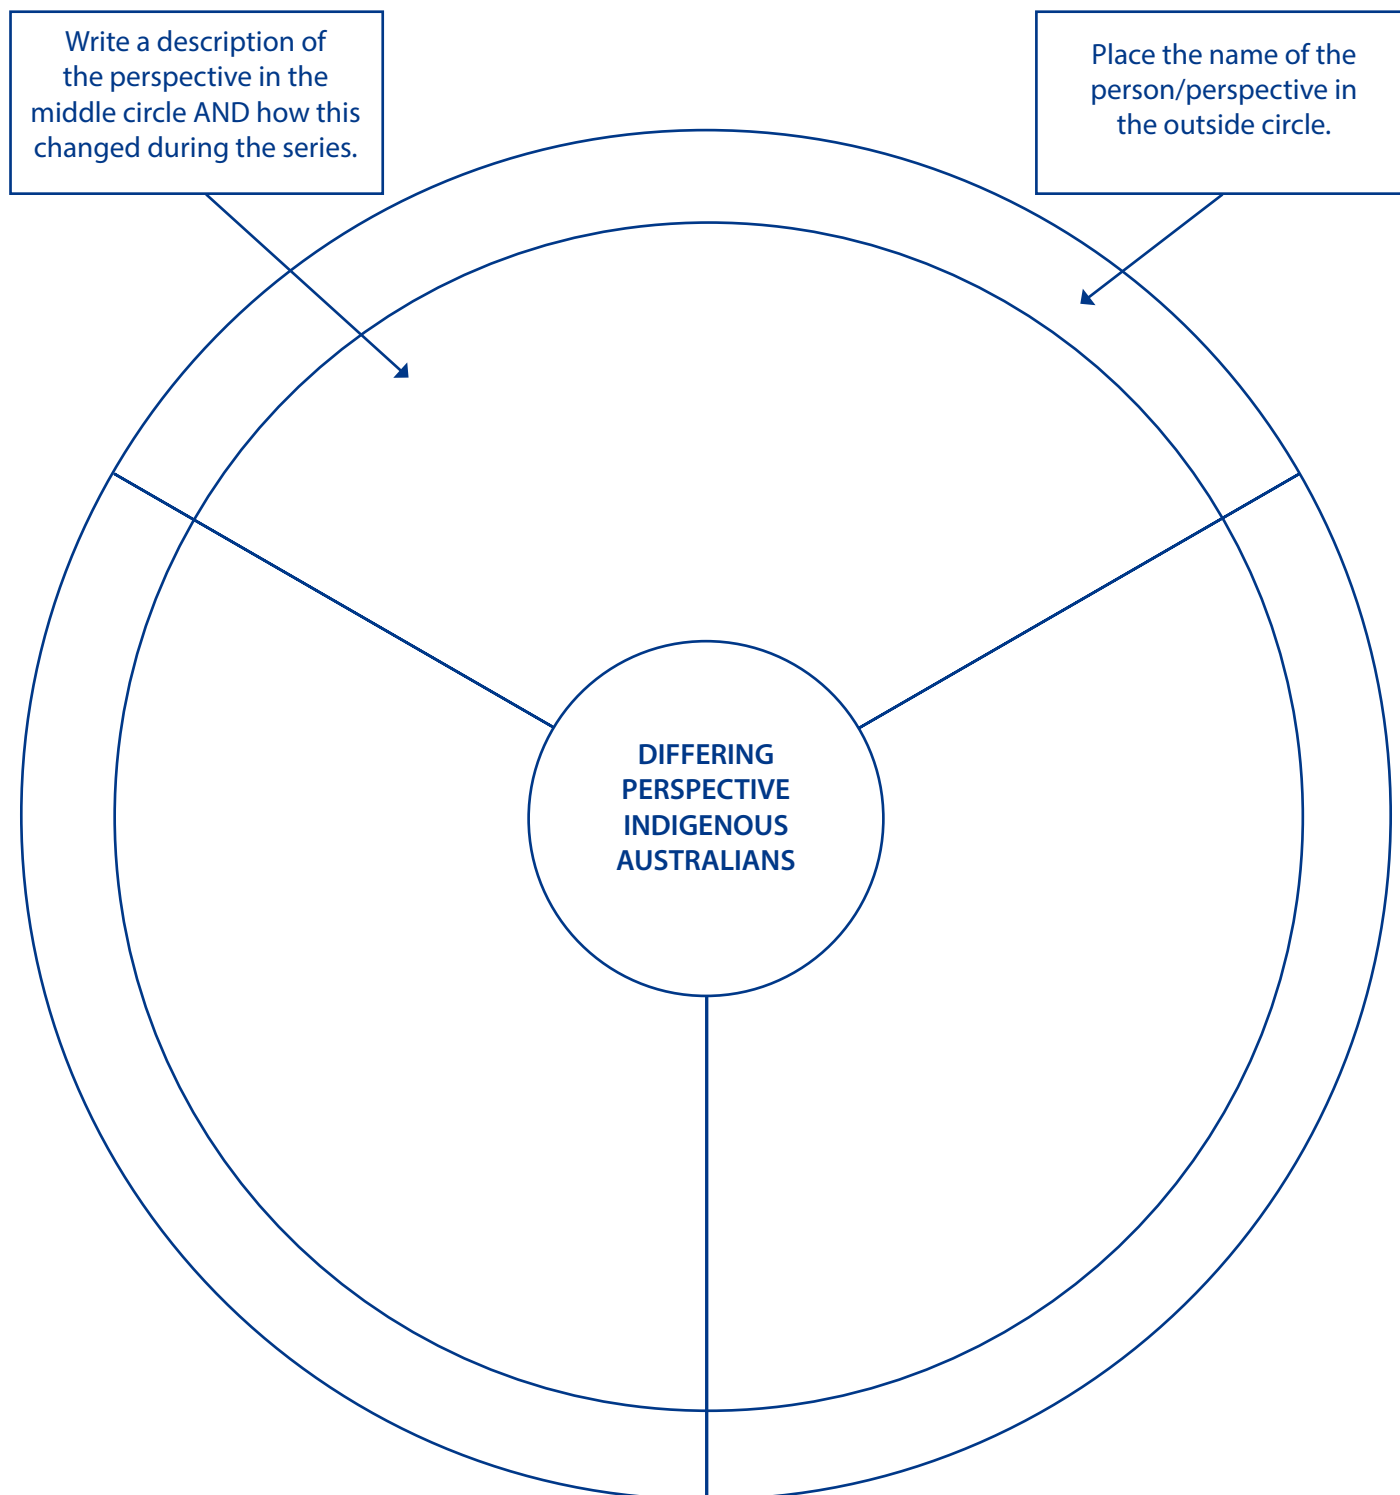 Write a description of
the perspective in the
middle circle AND how this
changed during the series.
Place the name of the
person/perspective in
the outside circle.
DIFFERING
PERSPECTIVE
INDIGENOUS
AUSTRALIANS